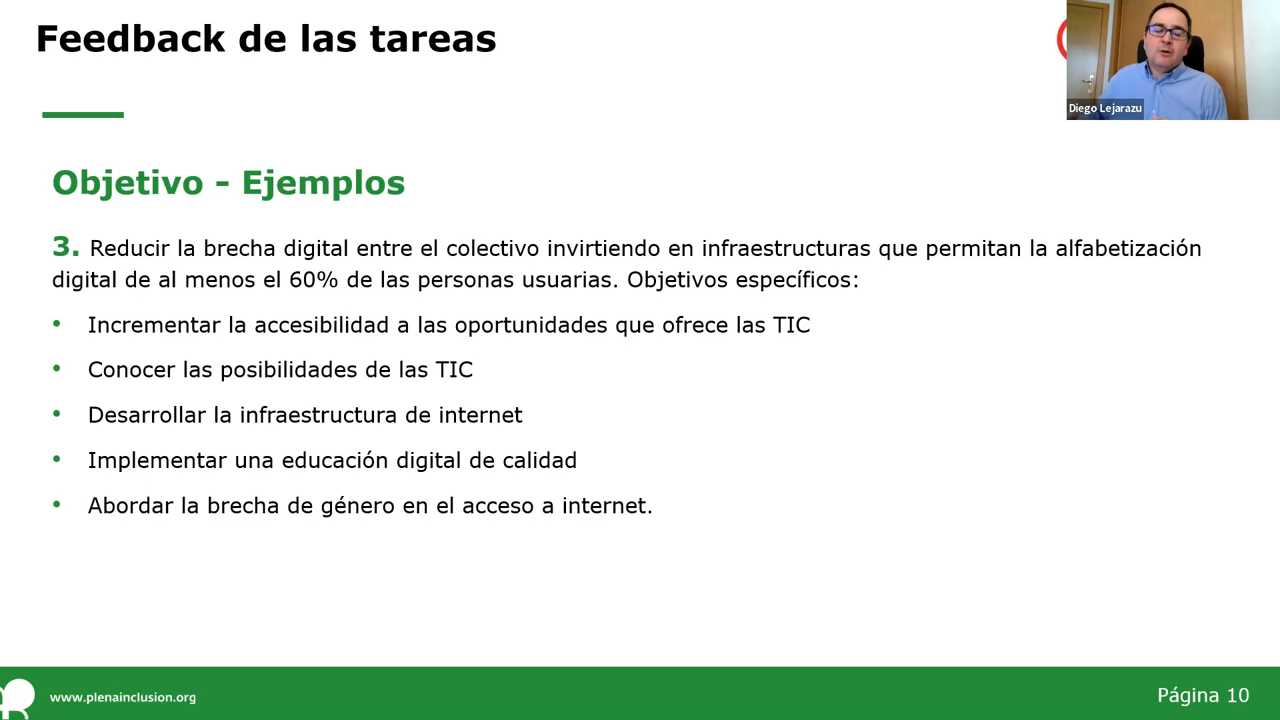 Feedback de las tareas
Diego Lejarazu
Objetivo - Ejemplos
3. Reducir la brecha digital entre el colectivo invirtiendo en infraestructuras que permitan la alfabetización
digital de al menos el 60% de las personas usuarias. Objetivos específicos:
• Incrementar la accesibilidad a las oportunidades que ofrece las TIC
• Conocer las posibilidades de las TIC
• Desarrollar la infraestructura de internet
• Implementar una educación digital de calidad
• Abordar la brecha de género en el acceso a internet.
www.plenainclusion.org
Página 10